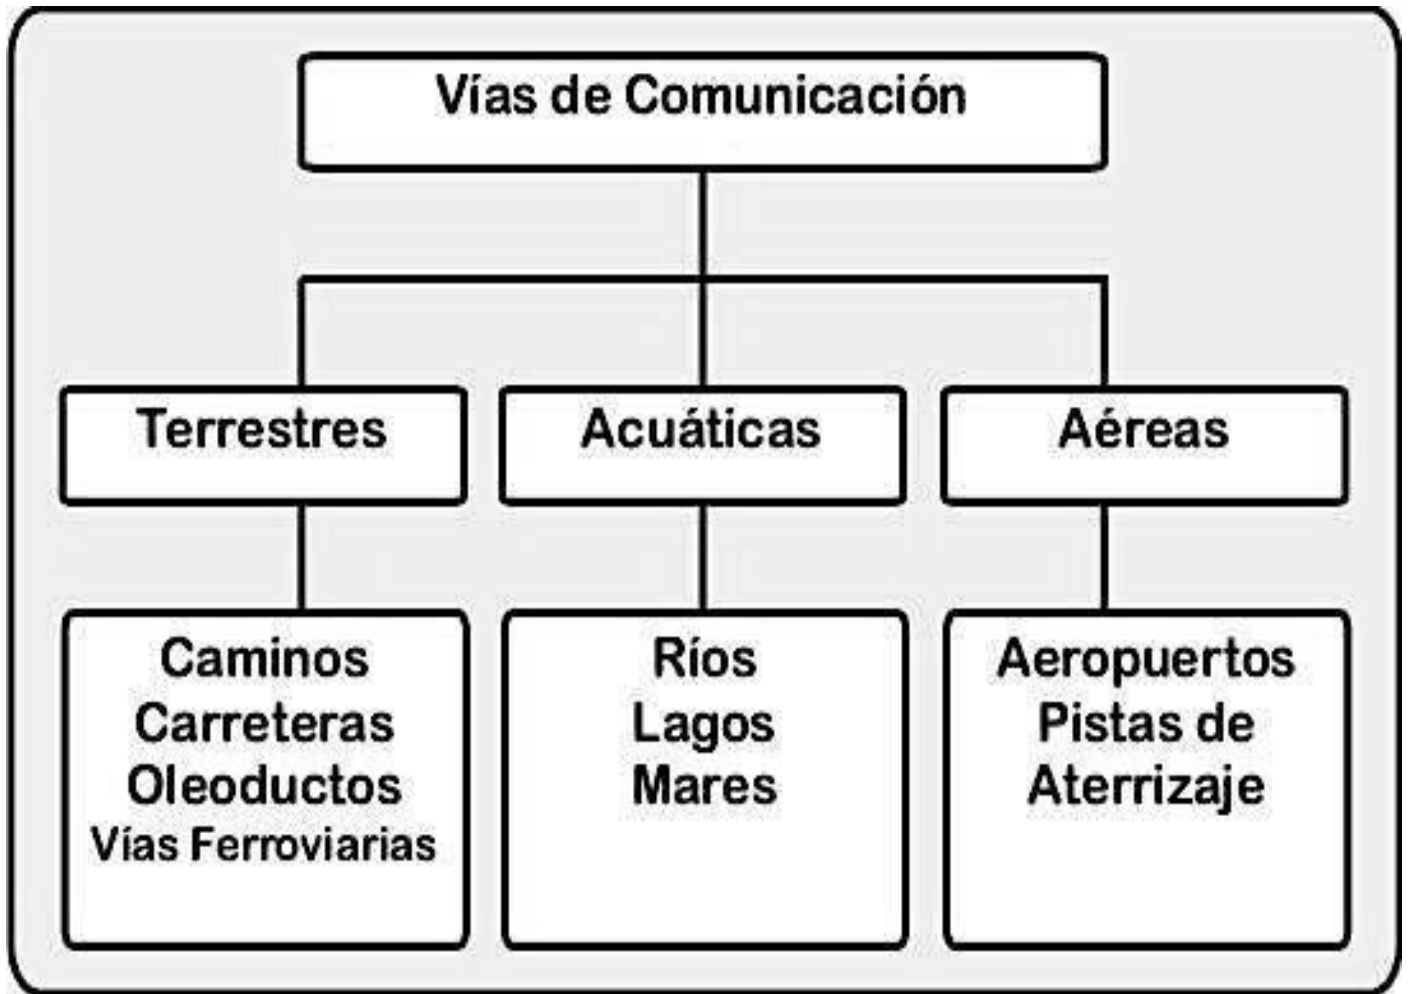 Vías de Comunicación
Terrestres
Acuáticas
Aéreas
Caminos
Carreteras
Oleoductos
Vías Ferroviarias
Ríos
Lagos
Mares
Aeropuertos
Pistas de
Aterrizaje